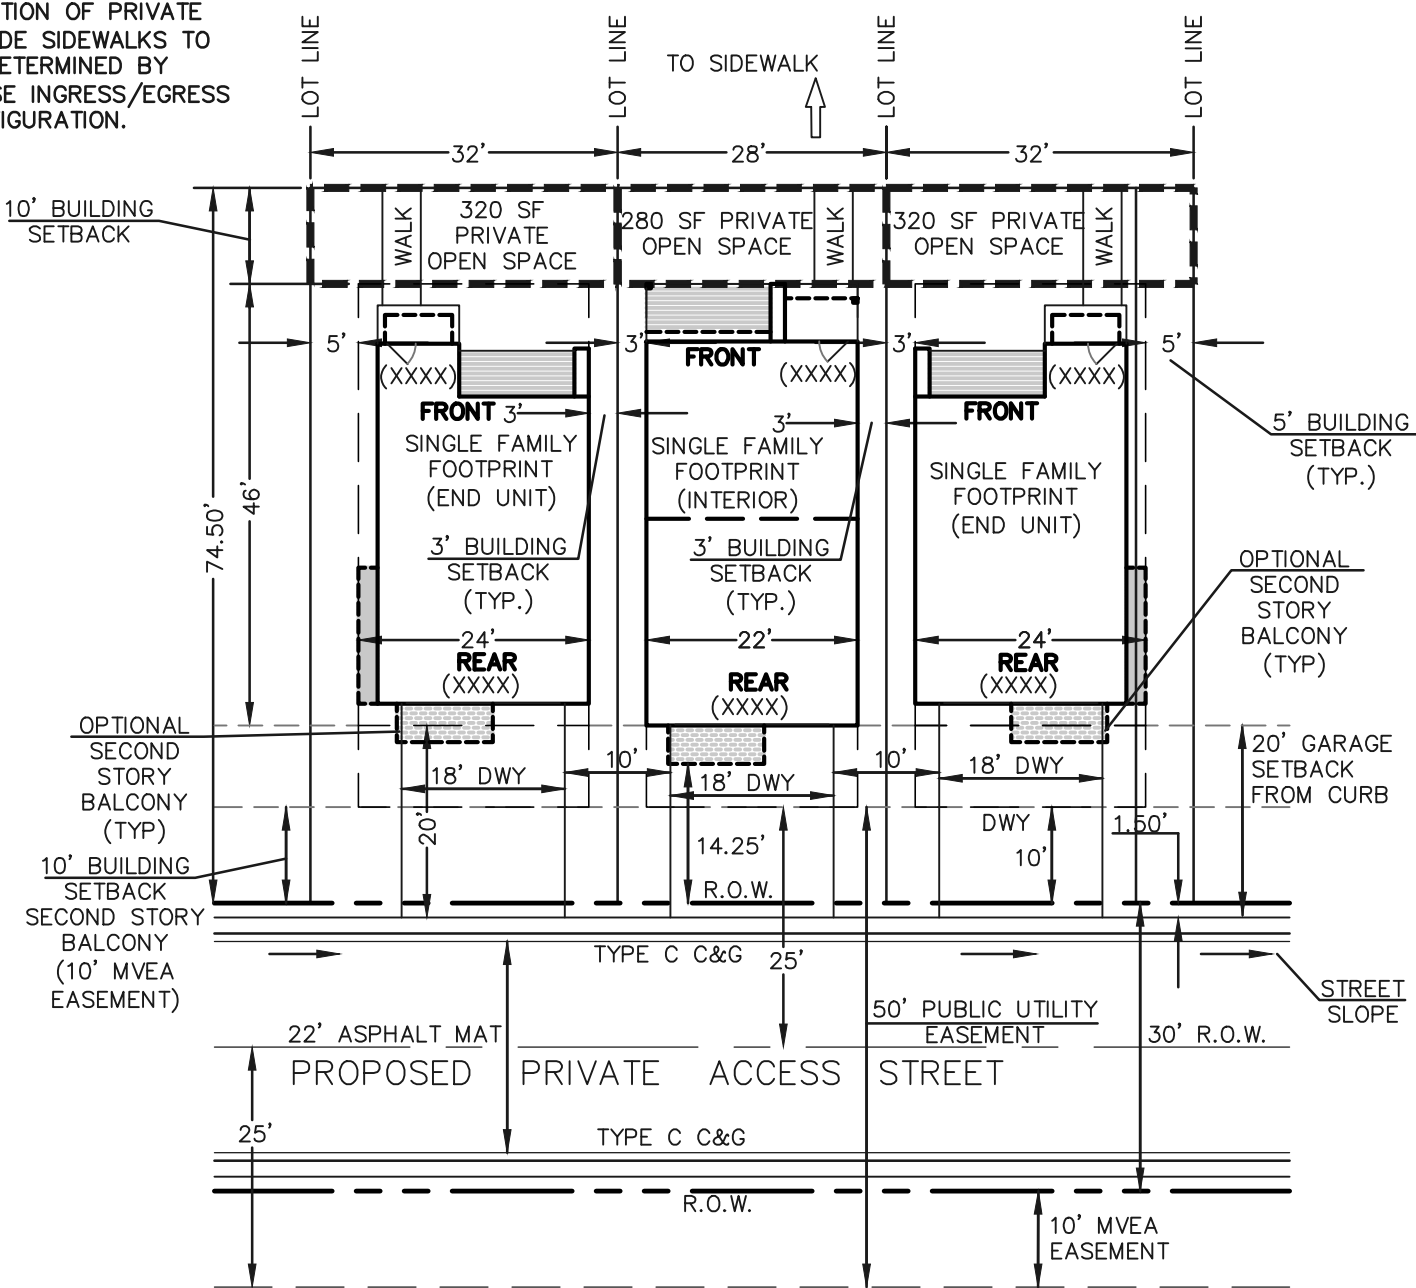 TION OF PRIVATE
DE SIDEWALKS TO
ETERMINED BY
SE INGRESS/EGRESS
IGURATION.
LOT LINE
LOT LINE
LOT LINE
LOT LINE
TO SIDEWALK
32'
28'
32'
10' BUILDING
SETBACK
WALK
320 SF
PRIVATE
OPEN SPACE
280 SF PRIVATE
OPEN SPACE
WALK
320 SF PRIVATE
OPEN SPACE
WALK
5'
3'
3'
5'
(XXXX)
FRONT
3'
SINGLE FAMILY
FOOTPRINT
(END UNIT)
FRONT
(XXXX)
3'
SINGLE FAMILY
FOOTPRINT
(INTERIOR)
(XXXX)
FRONT
SINGLE FAMILY
FOOTPRINT
(END UNIT)
5' BUILDING
SETBACK
(TYP.)
74.50'
46'
3' BUILDING
SETBACK
(TYP.)
3' BUILDING
SETBACK
(TYP.)
OPTIONAL
SECOND
STORY
BALCONY
(TYP)
24'
REAR
(XXXX)
22'
REAR
(XXXX)
24'
REAR
(XXXX)
OPTIONAL
SECOND
STORY
BALCONY
(TYP)
18' DWY
10'
18' DWY
10'
18' DWY
20' GARAGE
SETBACK
FROM CURB
20'
14.25'
DWY
10'
1.50'
10' BUILDING
SETBACK
SECOND STORY
BALCONY
(10' MVEA
EASEMENT)
R.O.W.
TYPE C C&G
25'
STREET
SLOPE
50' PUBLIC UTILITY
EASEMENT
22' ASPHALT MAT
30' R.O.W.
PROPOSED PRIVATE ACCESS STREET
25'
TYPE C C&G
R.O.W.
10' MVEA
EASEMENT